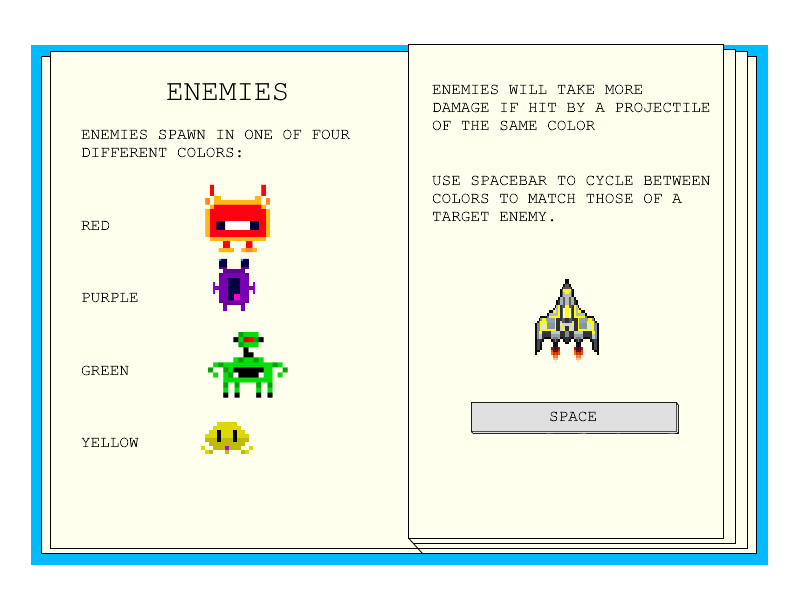 ENEMIES
ENEMIES SPAWN IN ONE OF FOUR
DIFFERENT COLORS:
RED
PURPLE
GREEN
YELLOW
ENEMIES WILL TAKE MORE
DAMAGE IF HIT BY A PROJECTILE
OF THE SAME COLOR
USE SPACEBAR TO CYCLE BETWEEN
COLORS TO MATCH THOSE OF A
TARGET ENEMY.
SPACE